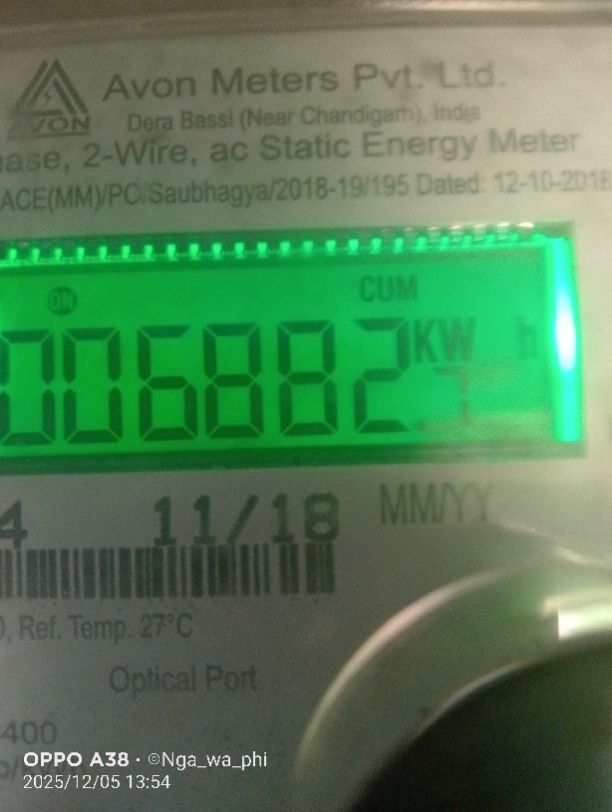 AVON
Avon Meters Pvt. Ltd.
Dera Bassi (Near Chandigarh), India
hase, 2-Wire, ac Static Energy Meter
ACE(MM)/PC/Saubhagya/2018-19/195 Dated: 12-10-2018
ON CUM
006882 KW h
4 11/18 MM/YY
0, Ref. Temp. 27°C
Optical Port
400
OPPO A38 · ©Nga_wa_phi
2025/12/05 13:54